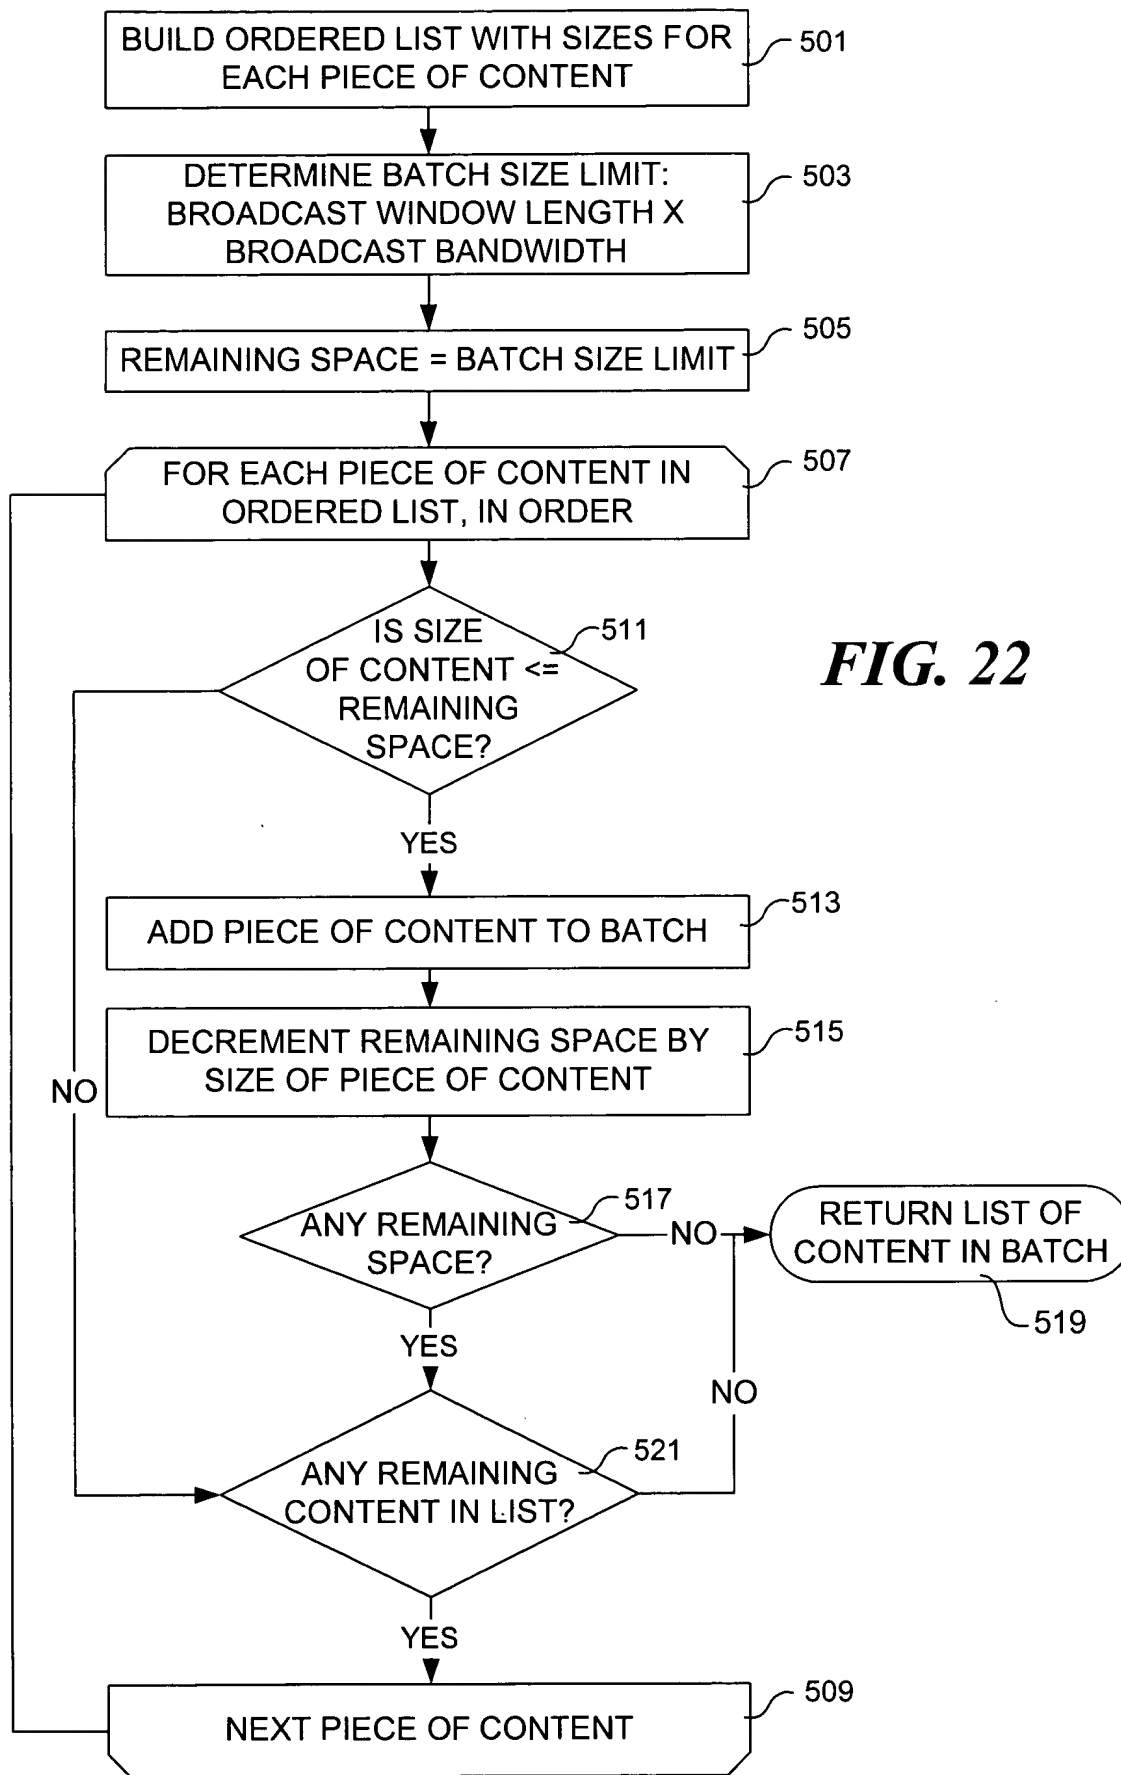 BUILD ORDERED LIST WITH SIZES FOR
EACH PIECE OF CONTENT
501
DETERMINE BATCH SIZE LIMIT:
BROADCAST WINDOW LENGTH X
BROADCAST BANDWIDTH
503
REMAINING SPACE = BATCH SIZE LIMIT
505
FOR EACH PIECE OF CONTENT IN
ORDERED LIST, IN ORDER
507
IS SIZE
OF CONTENT <=
REMAINING
SPACE?
511
FIG. 22
YES
ADD PIECE OF CONTENT TO BATCH
513
DECREMENT REMAINING SPACE BY
SIZE OF PIECE OF CONTENT
515
NO
ANY REMAINING
SPACE?
517
NO
RETURN LIST OF
CONTENT IN BATCH
519
YES
NO
ANY REMAINING
CONTENT IN LIST?
521
YES
NEXT PIECE OF CONTENT
509